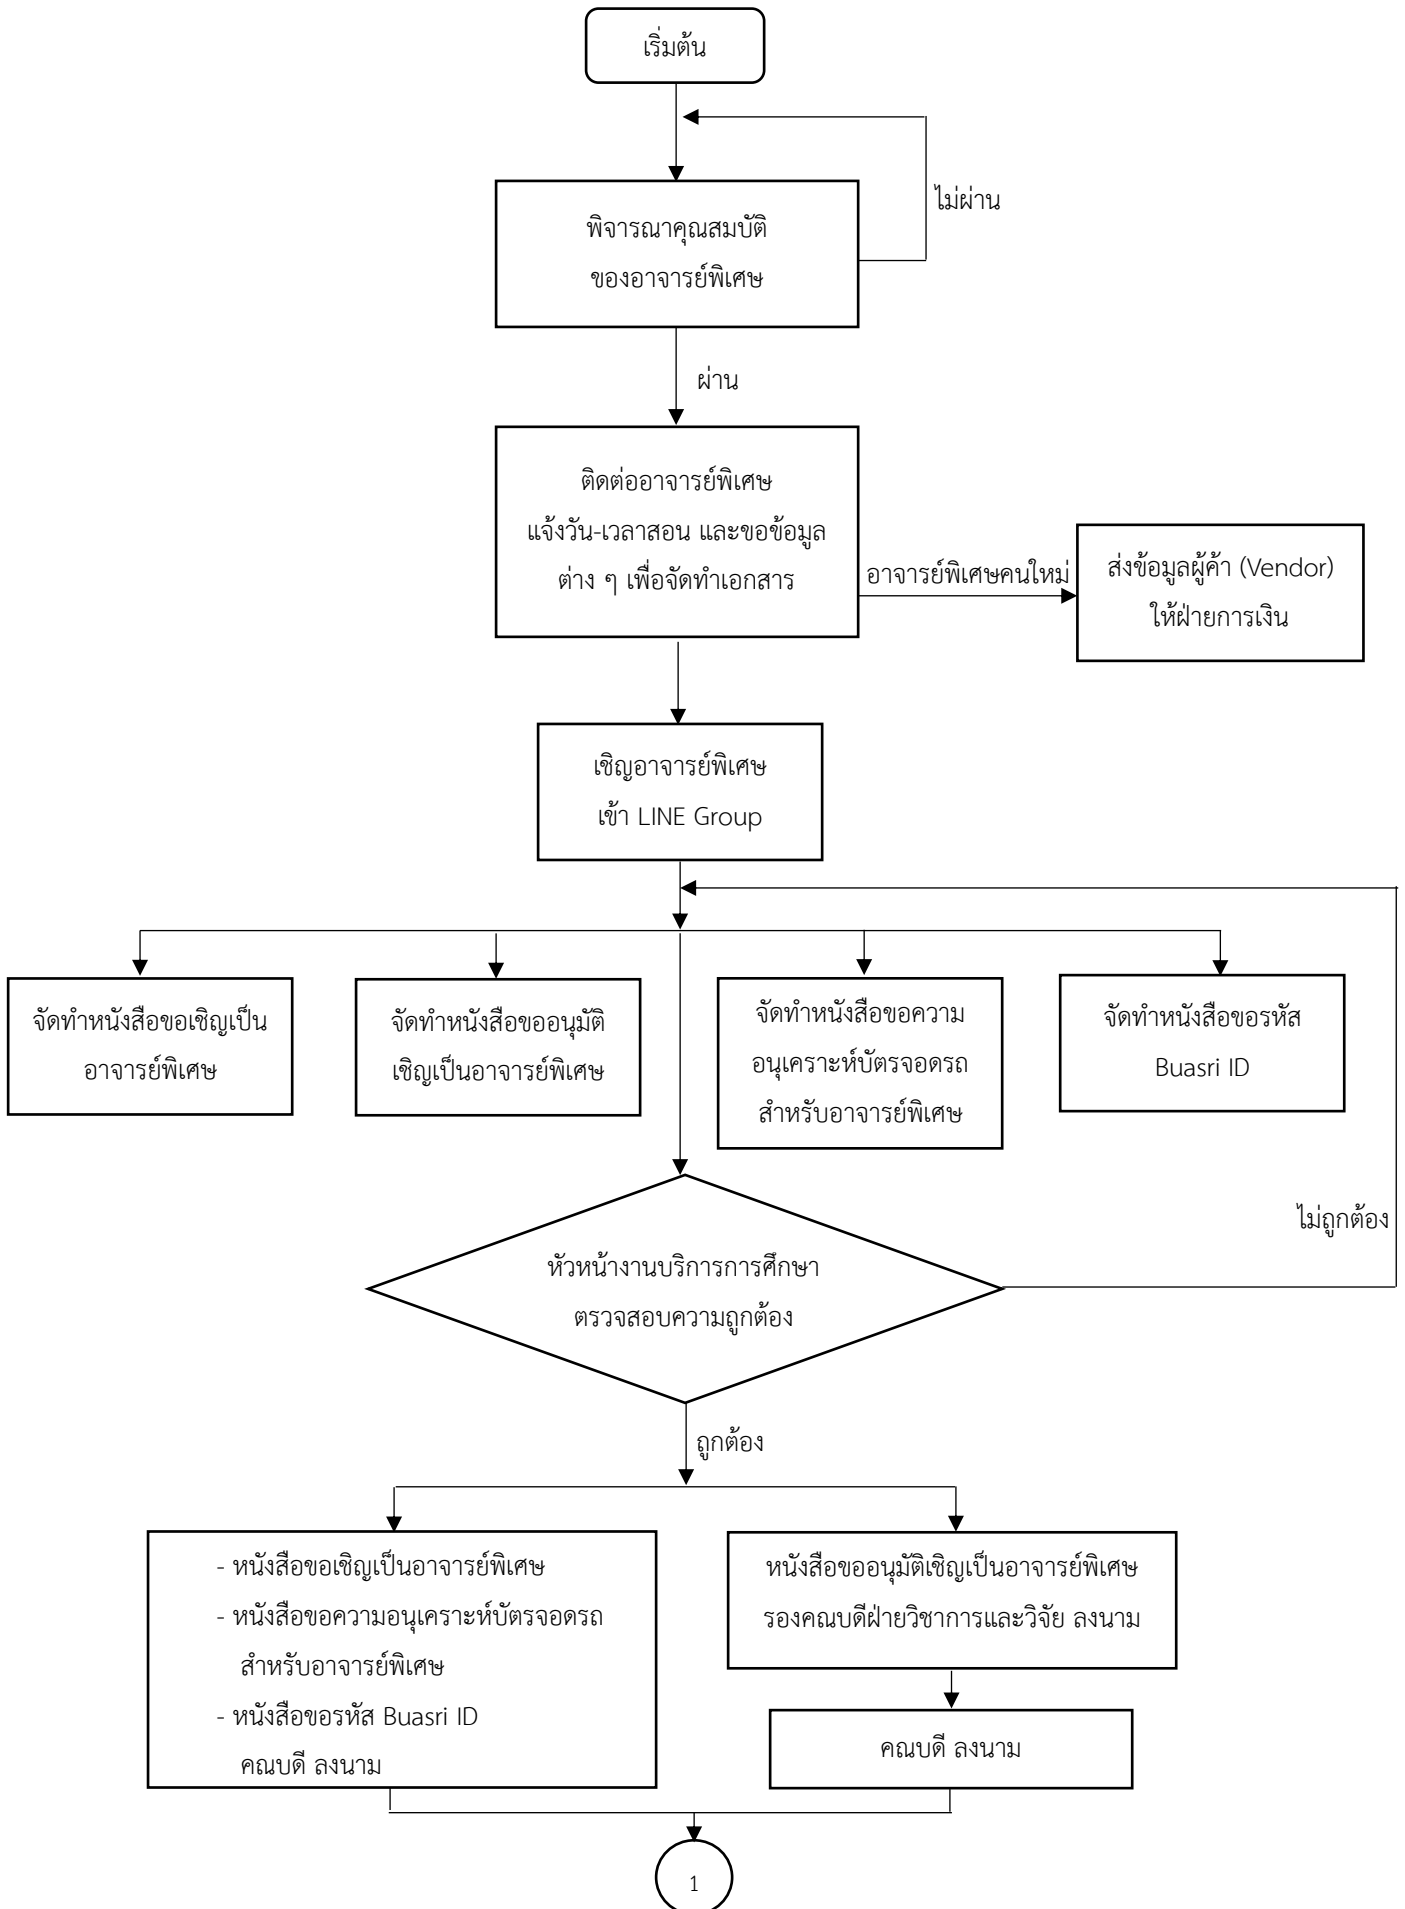 เริ่มต้น
ไม่ผ่าน
พิจารณาคุณสมบัติ
ของอาจารย์พิเศษ
ผ่าน
ติดต่ออาจารย์พิเศษ
แจ้งวัน-เวลาสอน และขอข้อมูล
ต่าง ๆ เพื่อจัดทำเอกสาร
อาจารย์พิเศษคนใหม่
ส่งข้อมูลผู้ค้า (Vendor)
ให้ฝ่ายการเงิน
เชิญอาจารย์พิเศษ
เข้า LINE Group
จัดทำหนังสือขอเชิญเป็น
อาจารย์พิเศษ
จัดทำหนังสือขออนุมัติ
เชิญเป็นอาจารย์พิเศษ
จัดทำหนังสือขอความ
อนุเคราะห์บัตรจอดรถ
สำหรับอาจารย์พิเศษ
จัดทำหนังสือขอรหัส
Buasri ID
ไม่ถูกต้อง
หัวหน้างานบริการการศึกษา
ตรวจสอบความถูกต้อง
ถูกต้อง
- หนังสือขอเชิญเป็นอาจารย์พิเศษ
- หนังสือขอความอนุเคราะห์บัตรจอดรถ
สำหรับอาจารย์พิเศษ
- หนังสือขอรหัส Buasri ID
คณบดี ลงนาม
หนังสือขออนุมัติเชิญเป็นอาจารย์พิเศษ
รองคณบดีฝ่ายวิชาการและวิจัย ลงนาม
คณบดี ลงนาม
1